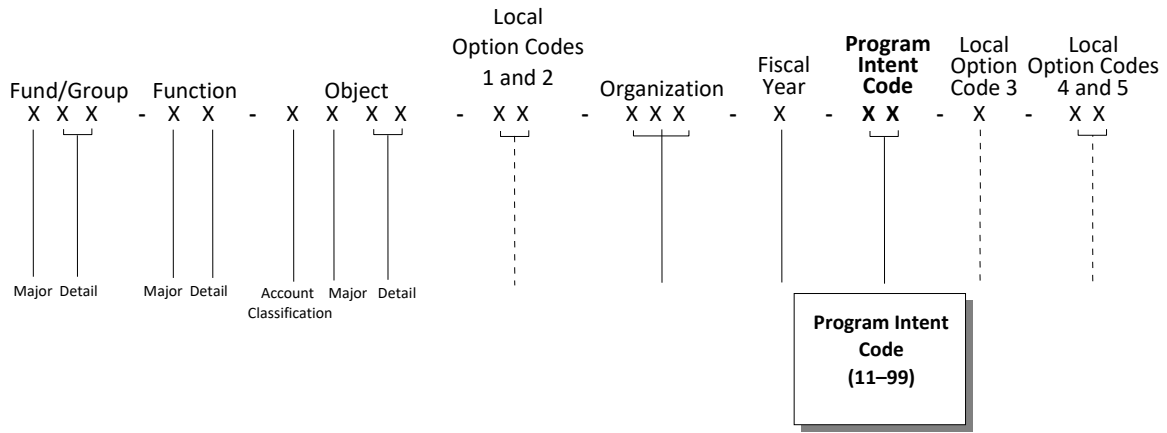 Local
Option Codes
1 and 2
Program
Intent
Code
Local
Option
Code 3
Local
Option Codes
4 and 5
Fiscal
Year
Fund/Group Function Object Organization
X X X - X X - X X X X - X X - X X X - X - X X - X - X X
Major Detail Major Detail Account Classification Major Detail
Program Intent
Code
(11–99)